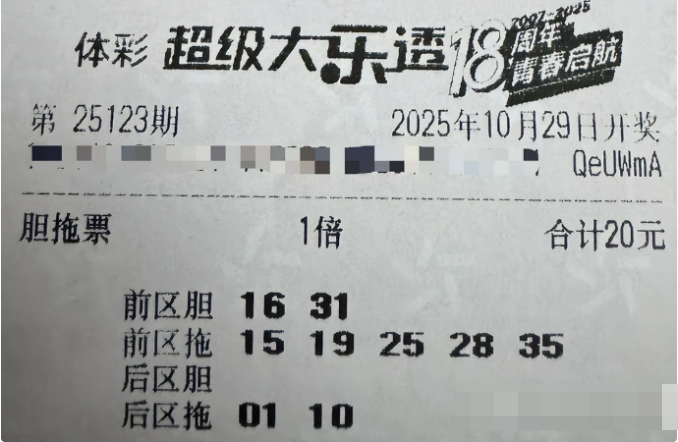 体彩 超级大乐透 18 2007-2025
周年
青春启航
第 25123期 2025年10月29日开奖
QeUWmA
胆拖票 1倍 合计20元
前区胆 16 31
前区拖 15 19 25 28 35
后区胆
后区拖 01 10